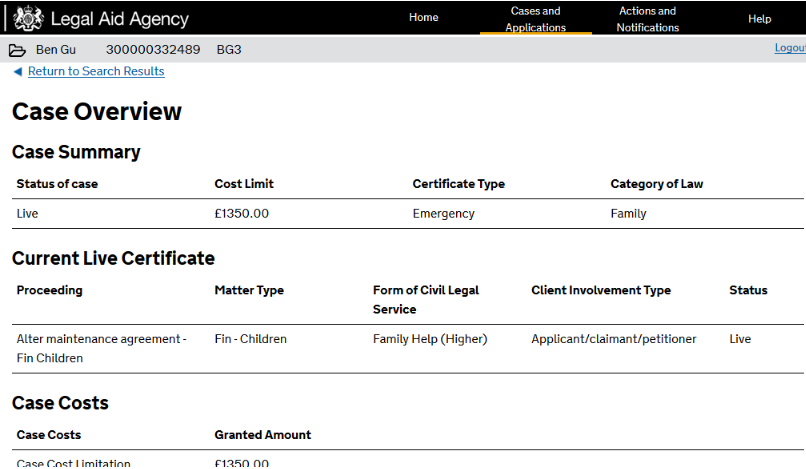 Legal Aid Agency
Home
Cases and
Applications
Actions and
Notifications
Help
Ben Gu 300000332489 BG3
Logout
Return to Search Results
Case Overview
Case Summary
Status of case Cost Limit Certificate Type Category of Law
Live £1350.00 Emergency Family
Current Live Certificate
Proceeding Matter Type Form of Civil Legal Client Involvement Type Status
Service
Alter maintenance agreement - Fin - Children Family Help (Higher) Applicant/claimant/petitioner Live
Fin Children
Case Costs
Case Costs Granted Amount
Case Cost Limitation £1350.00